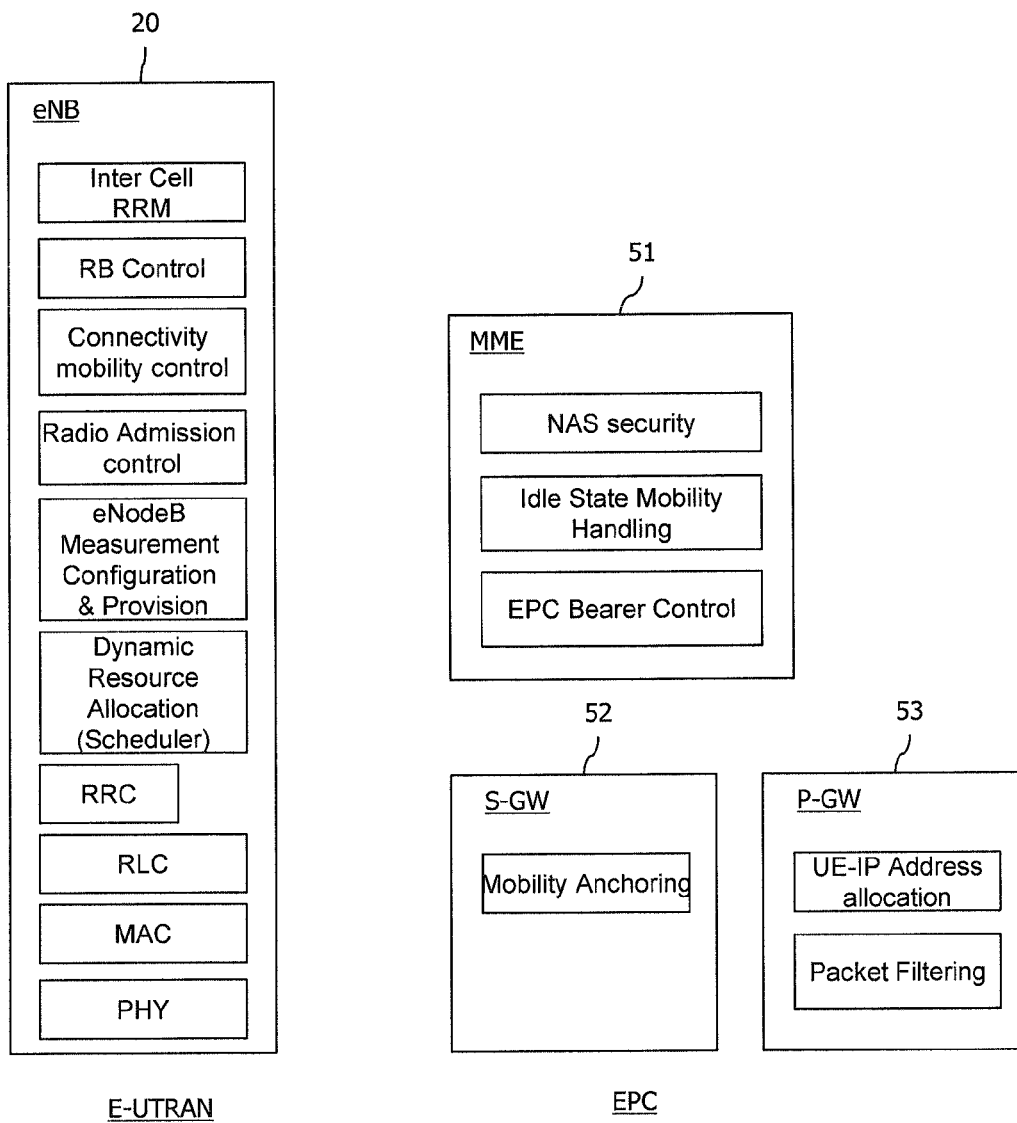 20
eNB
Inter Cell
RRM
RB Control
Connectivity
mobility control
Radio Admission
control
eNodeB
Measurement
Configuration
& Provision
Dynamic
Resource
Allocation
(Scheduler)
RRC
RLC
MAC
PHY
E-UTRAN
51
MME
NAS security
Idle State Mobility
Handling
EPC Bearer Control
52
S-GW
Mobility Anchoring
53
P-GW
UE-IP Address
allocation
Packet Filtering
EPC